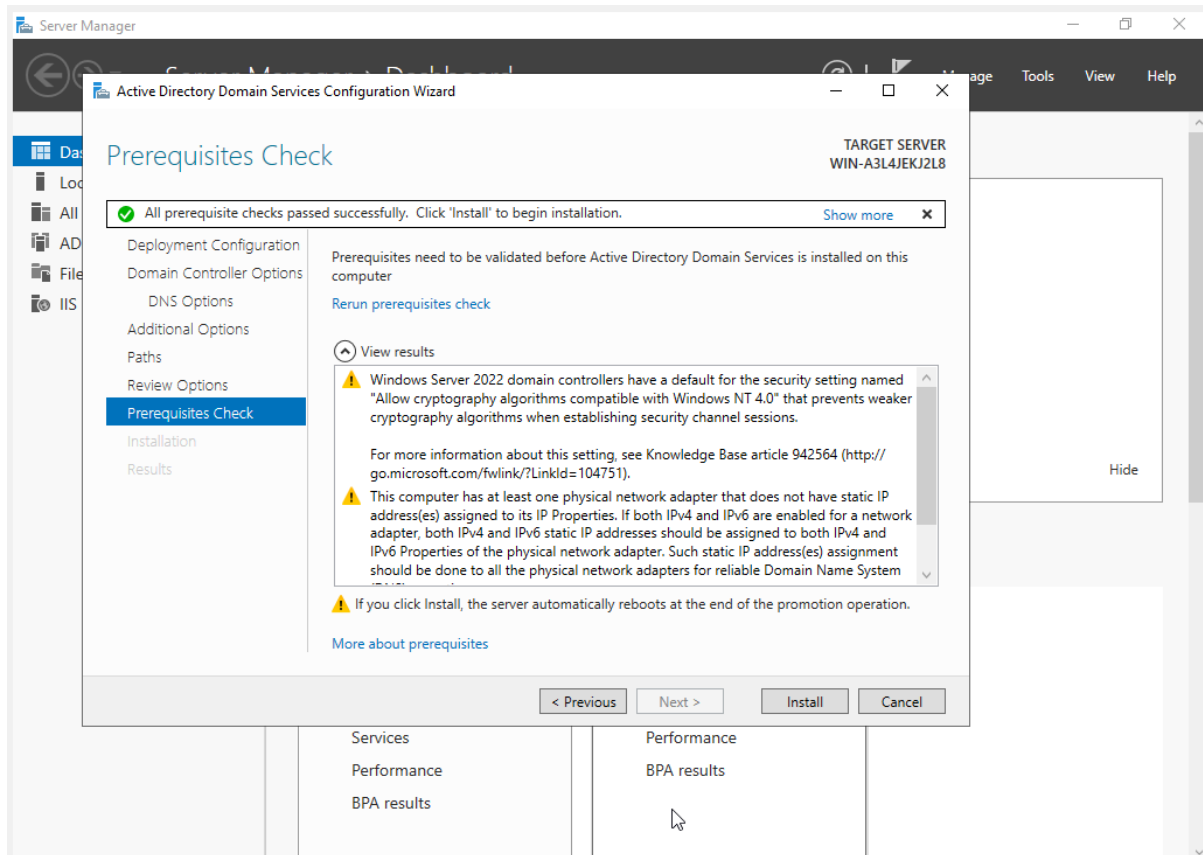 Server Manager
Manage Tools View Help
Active Directory Domain Services Configuration Wizard
Prerequisites Check
TARGET SERVER
WIN-A3L4JEKJ2L8
All prerequisite checks passed successfully. Click 'Install' to begin installation.
Show more
Deployment Configuration
Domain Controller Options
DNS Options
Additional Options
Paths
Review Options
Prerequisites Check
Installation
Results
Prerequisites need to be validated before Active Directory Domain Services is installed on this
computer
Rerun prerequisites check
View results
Windows Server 2022 domain controllers have a default for the security setting named
"Allow cryptography algorithms compatible with Windows NT 4.0" that prevents weaker
cryptography algorithms when establishing security channel sessions.
For more information about this setting, see Knowledge Base article 942564 (http://
go.microsoft.com/fwlink/?LinkId=104751).
This computer has at least one physical network adapter that does not have static IP
address(es) assigned to its IP Properties. If both IPv4 and IPv6 are enabled for a network
adapter, both IPv4 and IPv6 static IP addresses should be assigned to both IPv4 and
IPv6 Properties of the physical network adapter. Such static IP address(es) assignment
should be done to all the physical network adapters for reliable Domain Name System
If you click Install, the server automatically reboots at the end of the promotion operation.
More about prerequisites
< Previous
Next >
Install
Cancel
Das
Loc
All
AD
File
IIS
Hide
Services
Performance
BPA results
Performance
BPA results